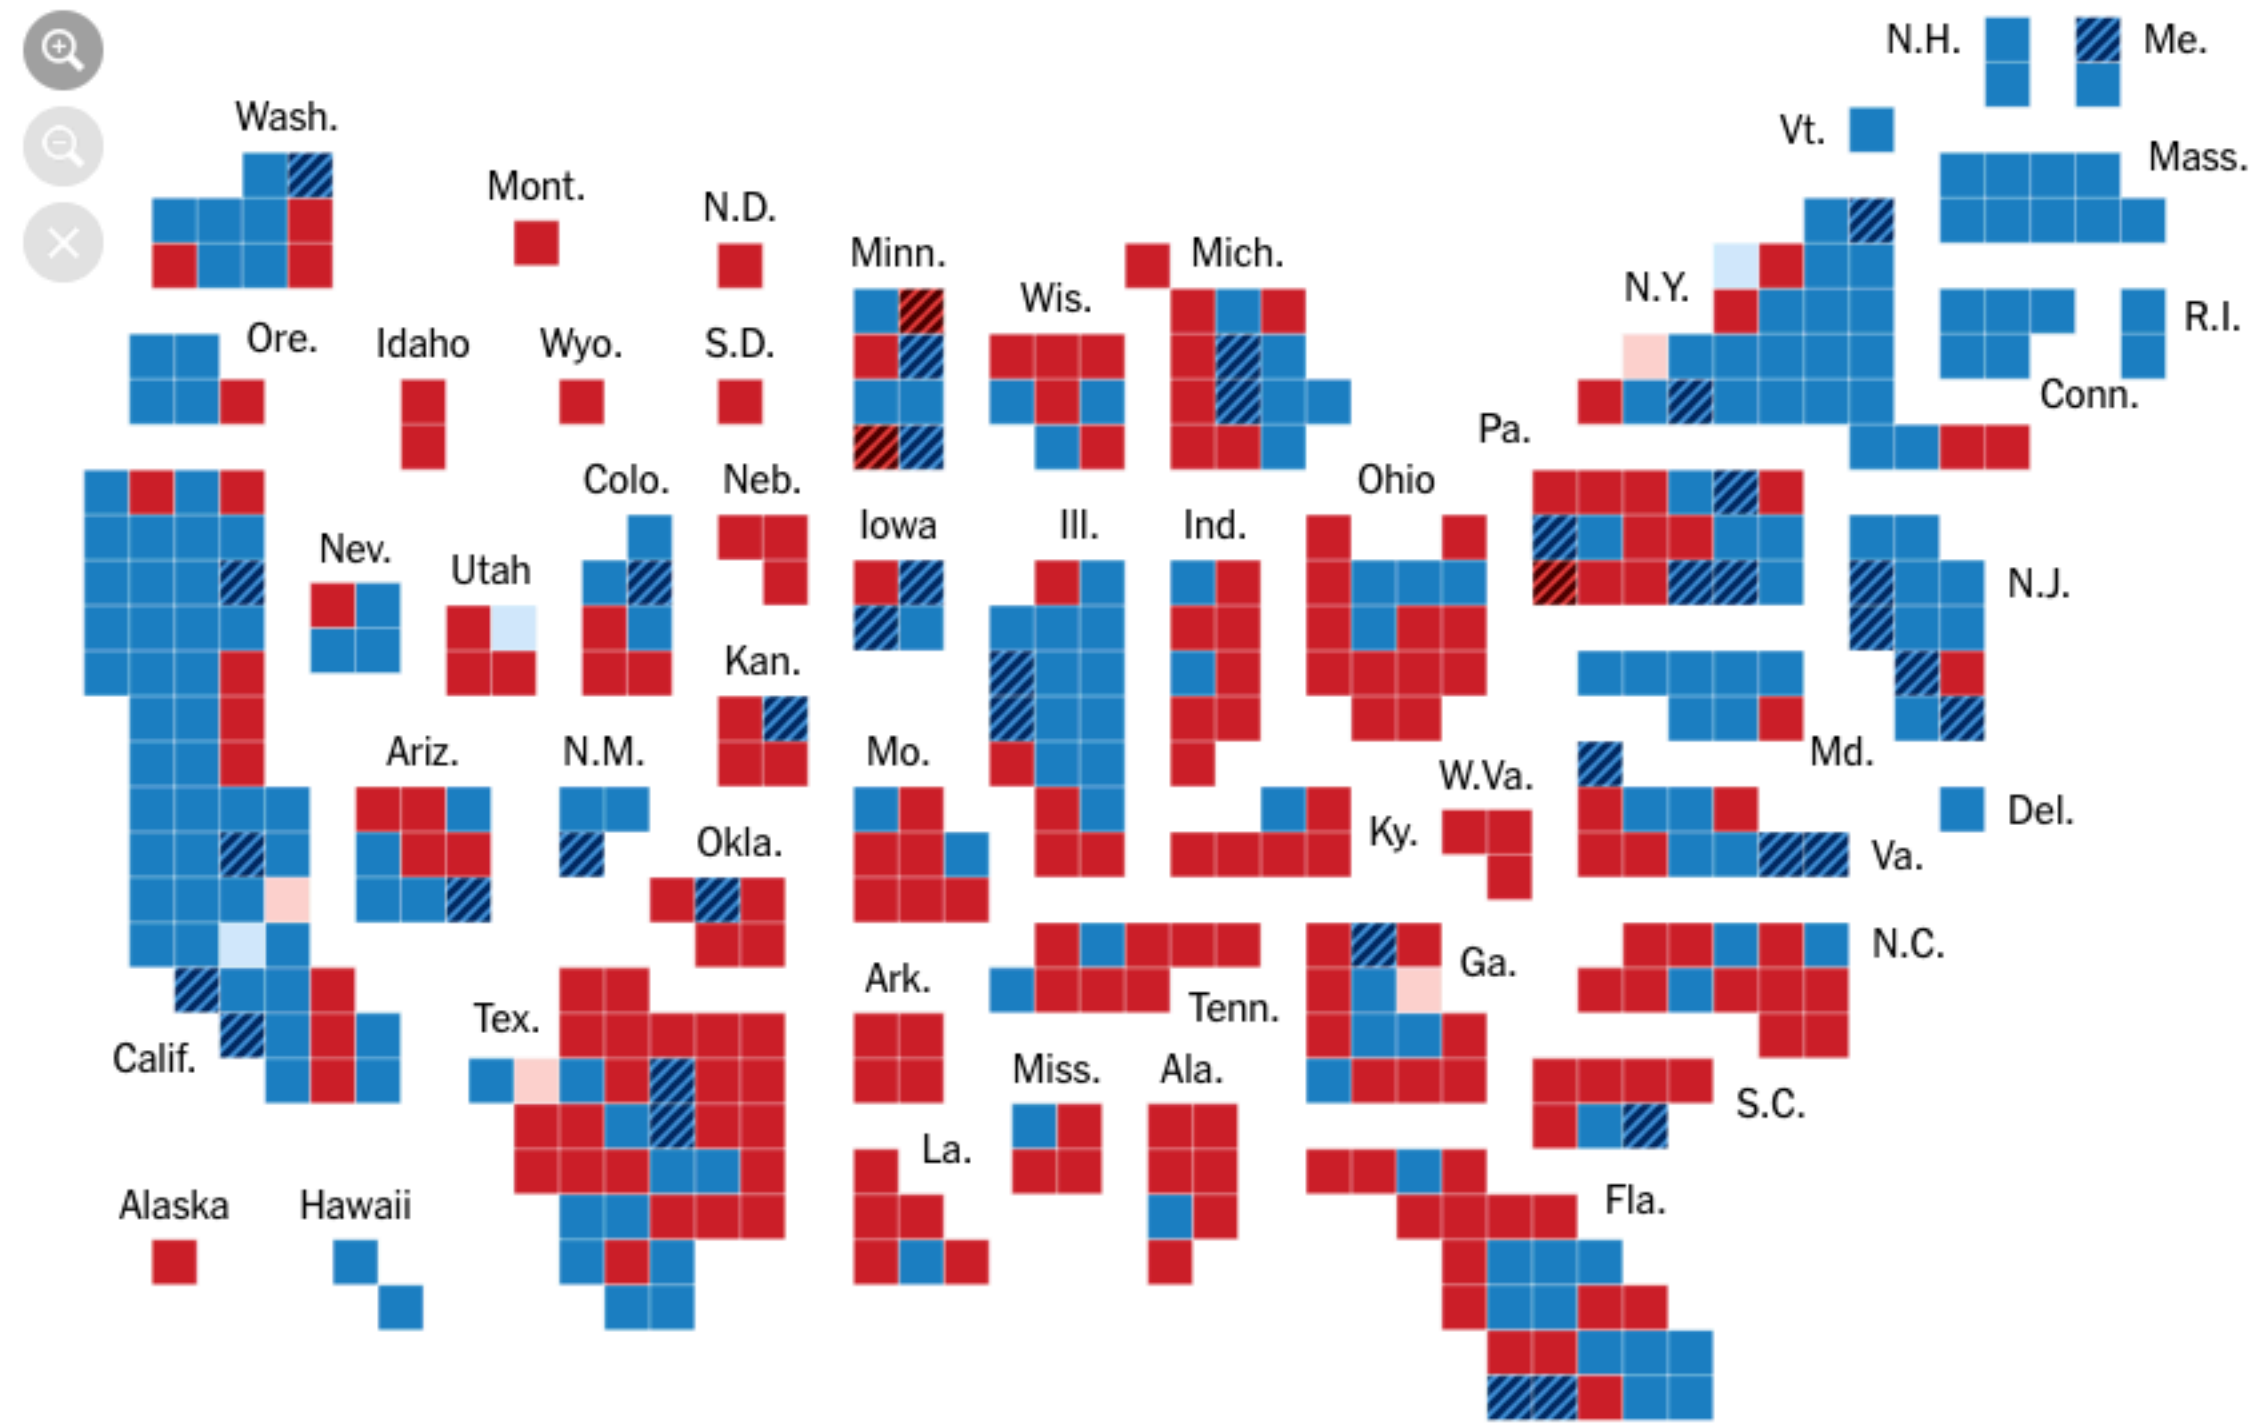 N.H.
Me.
Wash.
Vt.
Mass.
Mont.
N.D.
Minn.
Mich.
N.Y.
Wis.
R.I.
Ore.
Idaho
Wyo.
S.D.
Conn.
Pa.
Colo.
Neb.
Ohio
Iowa
Ill.
Ind.
Nev.
Utah
N.J.
Kan.
Ariz.
N.M.
Mo.
Md.
W.Va.
Okla.
Ky.
Del.
Va.
Ark.
Ga.
N.C.
Tex.
Tenn.
Calif.
Miss.
Ala.
S.C.
La.
Alaska
Hawaii
Fla.